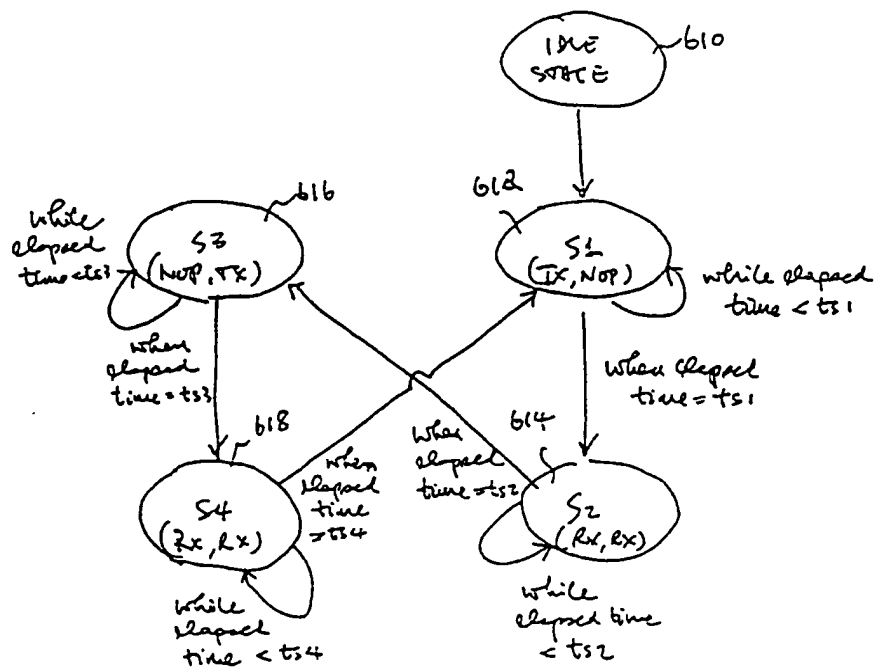 IDLE
STATE
610
616
S3
(NOP, TX)
while
elapsed
time < ts3
when
elapsed
time = ts3
612
S1
(TX, NOP)
while elapsed
time < ts1
when elapsed
time = ts1
618
S4
(RX, RX)
when
elapsed
time
= ts4
while
elapsed
time < ts4
614
S2
(RX, RX)
when
elapsed
time = ts2
while
elapsed time
< ts2